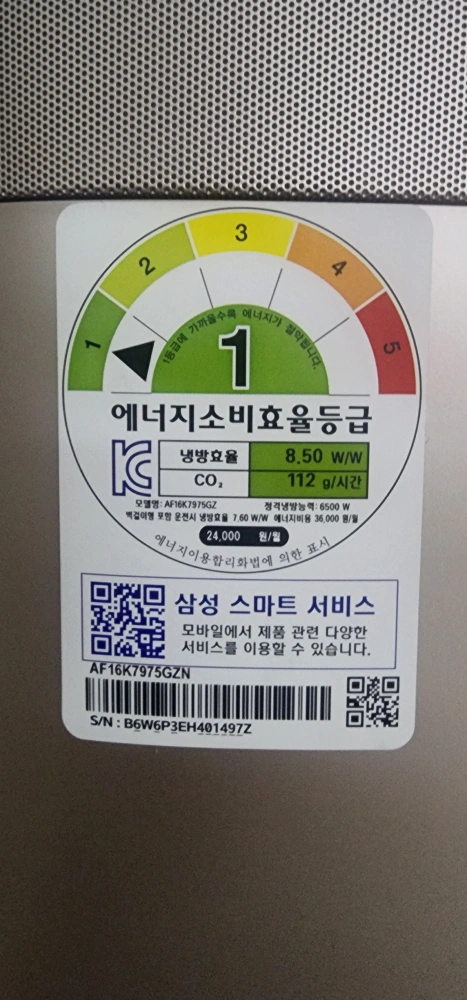 1
2
3
4
5
1등급에 가까울수록 에너지가 절약됩니다.
1
에너지소비효율등급
냉방효율 8.50 W/W
CO₂ 112 g/시간
모델명: AF16K7975GZ 정격냉방능력: 6500 W
벽걸이형 포함 운전시 냉방효율 7.60 W/W 에너지비용 36,000 원/월
24,000 원/월
에너지이용합리화법에 의한 표시
삼성 스마트 서비스
모바일에서 제품 관련 다양한
서비스를 이용할 수 있습니다.
AF16K7975GZN
S/N : B6W6P3EH401497Z